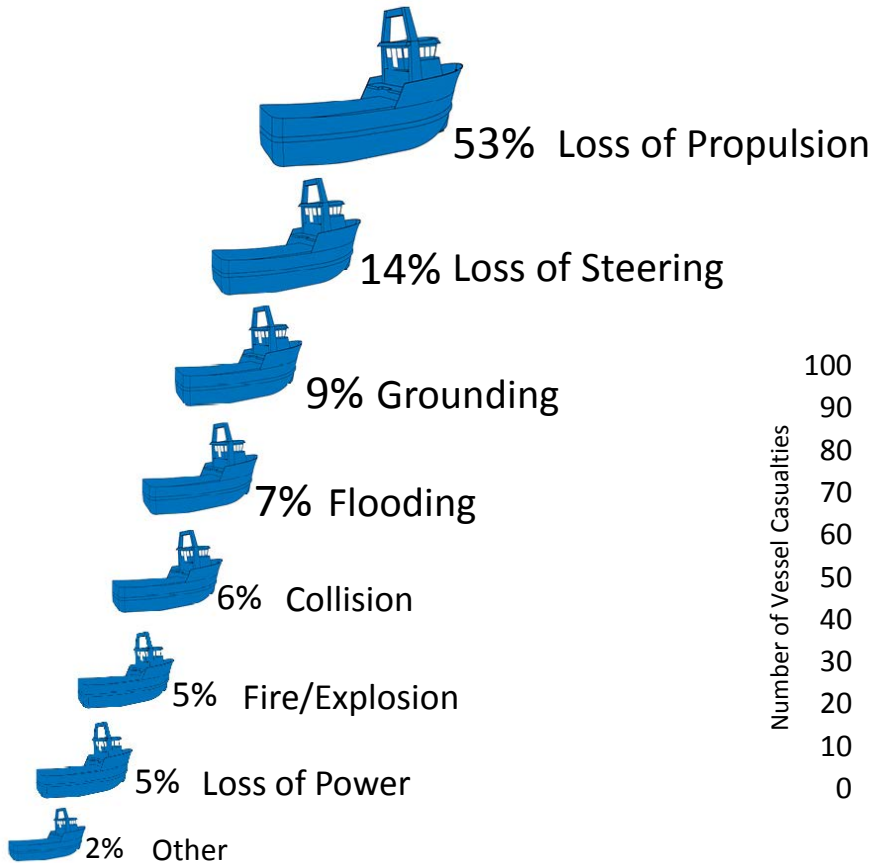 53% Loss of Propulsion
14% Loss of Steering
9% Grounding
7% Flooding
6% Collision
5% Fire/Explosion
5% Loss of Power
2% Other
Number of Vessel Casualties
100
90
80
70
60
50
40
30
20
10
0